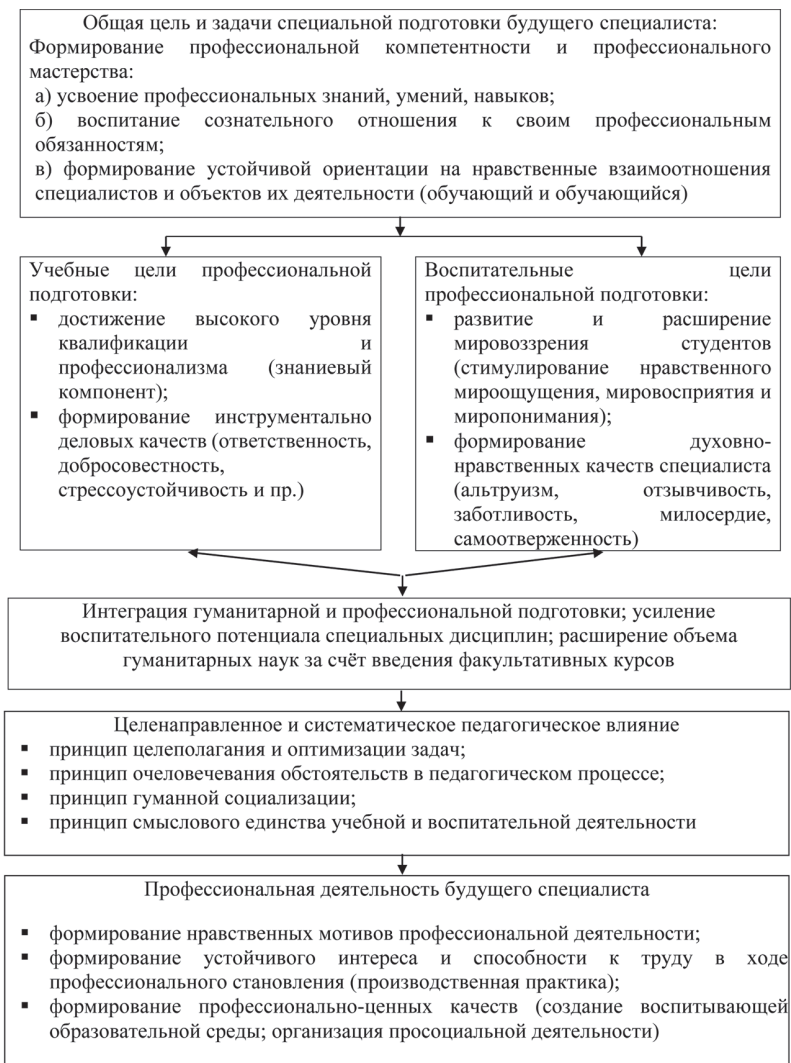 Общая цель и задачи специальной подготовки будущего специалиста:
Формирование профессиональной компетентности и профессионального
мастерства:
а) усвоение профессиональных знаний, умений, навыков;
б) воспитание сознательного отношения к своим профессиональным
обязанностям;
в) формирование устойчивой ориентации на нравственные взаимоотношения
специалистов и объектов их деятельности (обучающий и обучающийся)
Учебные цели профессиональной
подготовки:
▪ достижение высокого уровня
квалификации и
профессионализма (знаниевый
компонент);
▪ формирование инструментально
деловых качеств (ответственность,
добросовестность,
стрессоустойчивость и пр.)
Воспитательные цели
профессиональной подготовки:
▪ развитие и расширение
мировоззрения студентов
(стимулирование нравственного
мироощущения, мировосприятия и
миропонимания);
▪ формирование духовно-
нравственных качеств специалиста
(альтруизм, отзывчивость,
заботливость, милосердие,
самоотверженность)
Интеграция гуманитарной и профессиональной подготовки; усиление
воспитательного потенциала специальных дисциплин; расширение объема
гуманитарных наук за счёт введения факультативных курсов
Целенаправленное и систематическое педагогическое влияние
▪ принцип целеполагания и оптимизации задач;
▪ принцип очеловечевания обстоятельств в педагогическом процессе;
▪ принцип гуманной социализации;
▪ принцип смыслового единства учебной и воспитательной деятельности
Профессиональная деятельность будущего специалиста
▪ формирование нравственных мотивов профессиональной деятельности;
▪ формирование устойчивого интереса и способности к труду в ходе
профессионального становления (производственная практика);
▪ формирование профессионально-ценных качеств (создание воспитывающей
образовательной среды; организация просоциальной деятельности)